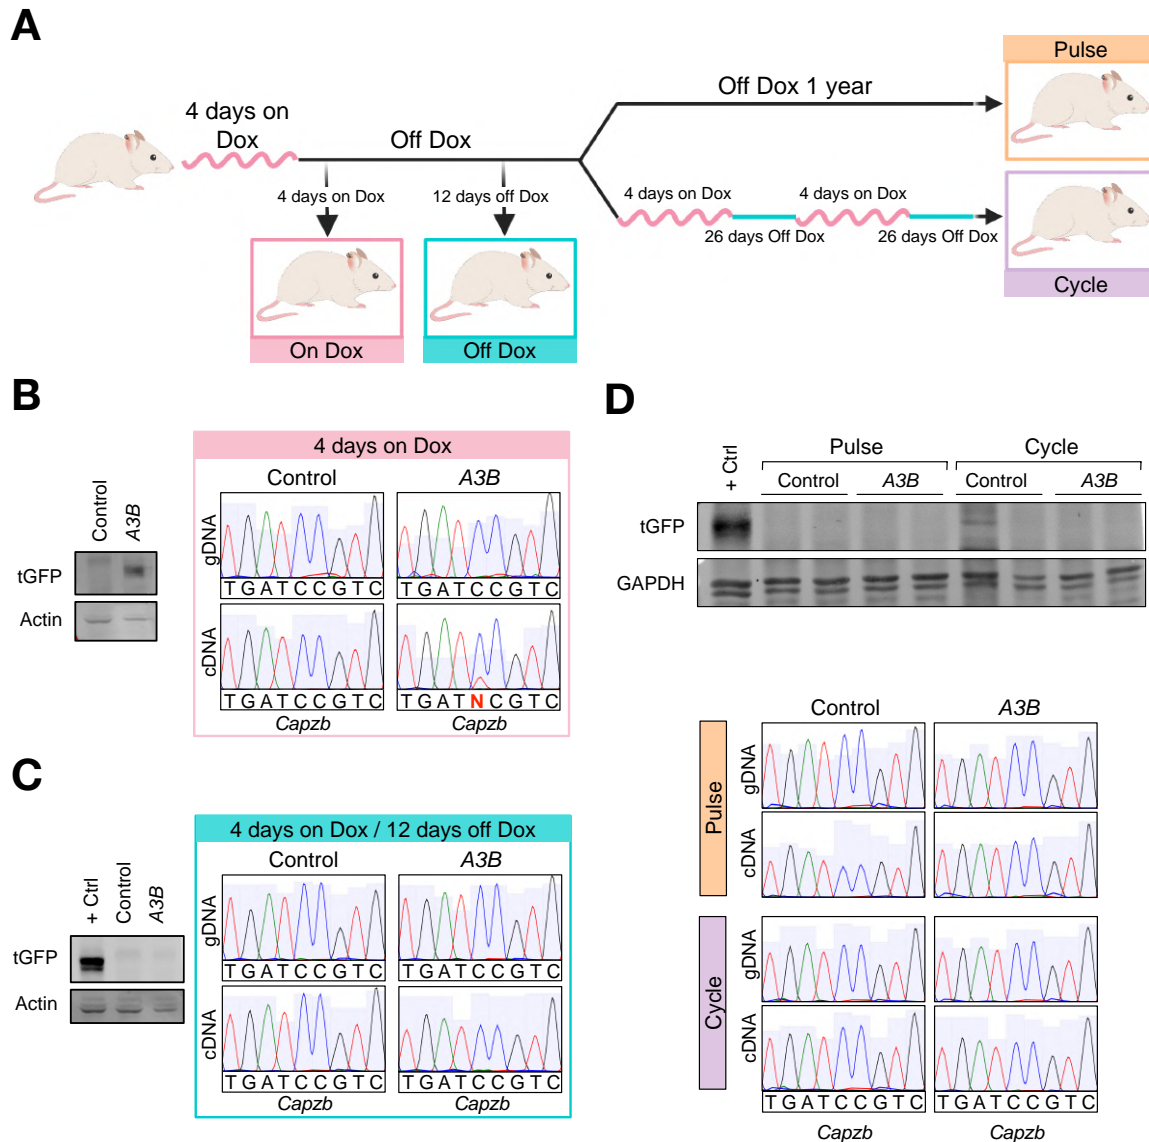 A
Pulse
Off Dox 1 year
4 days on
Dox
Off Dox
4 days on Dox
12 days off Dox
4 days on Dox
4 days on Dox
26 days Off Dox
26 days Off Dox
On Dox
Off Dox
Cycle
B
Control
A3B
tGFP
Actin
4 days on Dox
Control
A3B
gDNA
TGATCCGTC
TGATCCGTC
cDNA
TGATCCGTC
TGATNCGTC
Capzb
Capzb
C
+ Ctrl
Control
A3B
tGFP
Actin
4 days on Dox / 12 days off Dox
Control
A3B
gDNA
TGATCCGTC
TGATCCGTC
cDNA
TGATCCGTC
TGATCCGTC
Capzb
Capzb
D
+ Ctrl
Pulse
Cycle
Control
A3B
Control
A3B
tGFP
GAPDH
Control
A3B
Pulse
gDNA
cDNA
Cycle
gDNA
cDNA
TGATCCGTC
TGATCCGTC
Capzb
Capzb